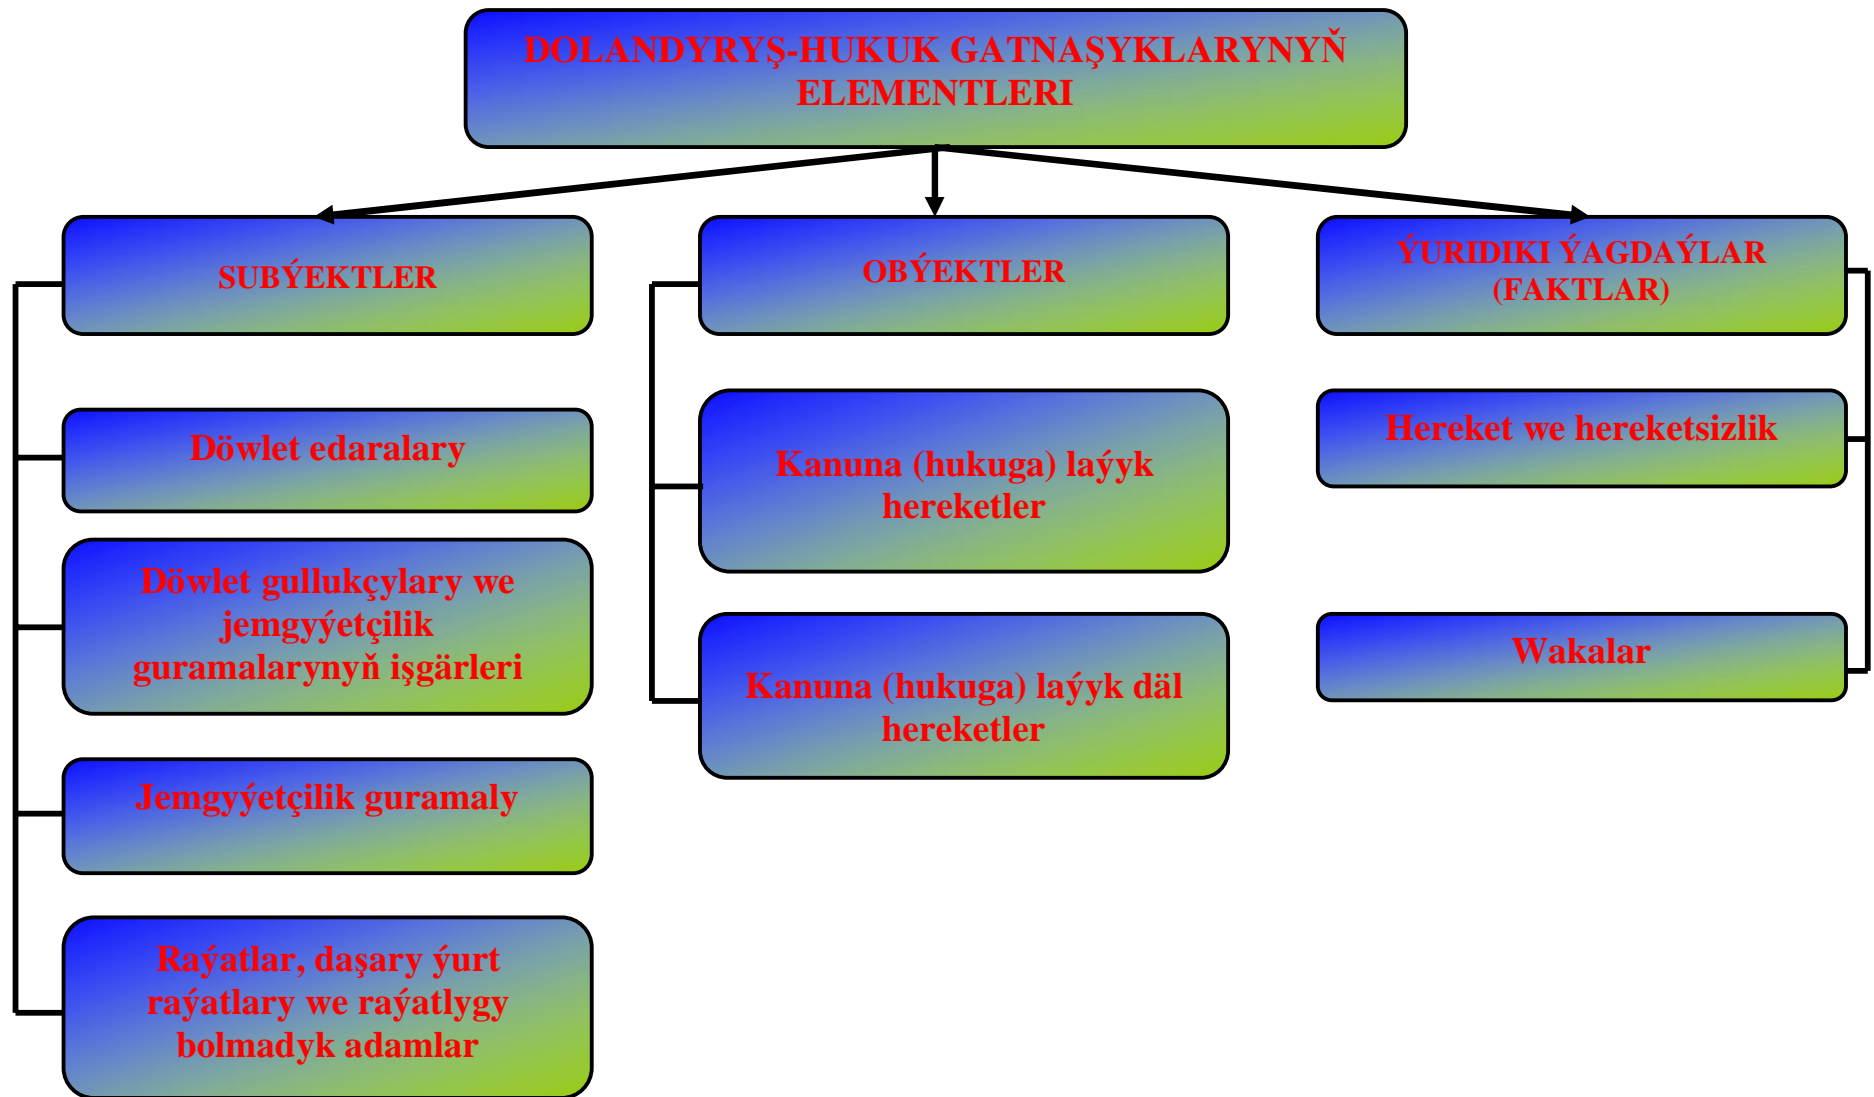 DOLANDYRYŞ-HUKUK GATNAŞYKLARYNYŇ
ELEMENTLERI
SUBÝEKTLER
Döwlet edaralary
Döwlet gullukçylary we
jemgyýetçilik
guramalarynyň işgärleri
Jemgyýetçilik guramaly
Raýatlar, daşary ýurt
raýatlary we raýatlygy
bolmadyk adamlar
OBÝEKTLER
Kanuna (hukuga) laýyk
hereketler
Kanuna (hukuga) laýyk däl
hereketler
ÝURIDIKI ÝAGDAÝLAR
(FAKTLAR)
Hereket we hereketsizlik
Wakalar